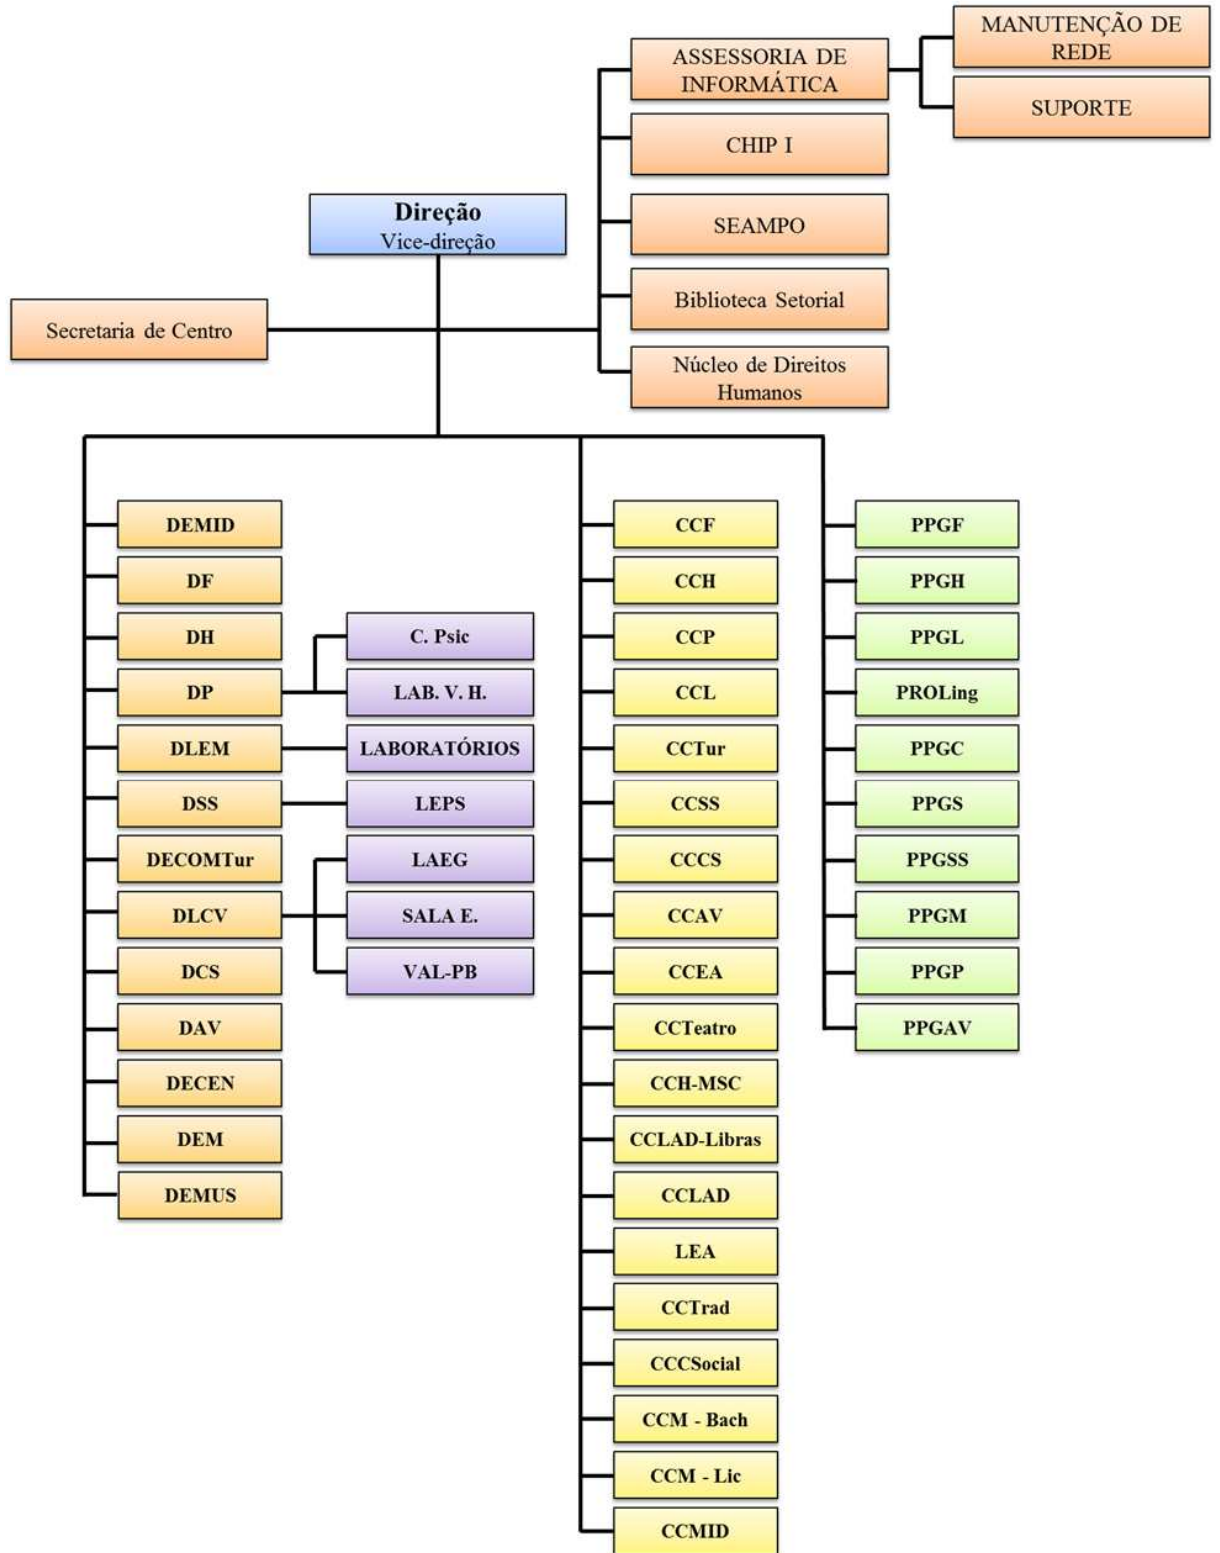 MANUTENÇÃO DE
REDE
ASSESSORIA DE
INFORMÁTICA
SUPORTE
CHIP I
Direção
Vice-direção
SEAMPO
Biblioteca Setorial
Secretaria de Centro
Núcleo de Direitos
Humanos
DEMID
DF
DH
DP
DLEM
DSS
DECOMTur
DLCV
DCS
DAV
DECEN
DEM
DEMUS
C. Psic
LAB. V. H.
LABORATÓRIOS
LEPS
LAEG
SALA E.
VAL-PB
CCF
CCH
CCP
CCL
CCTur
CCSS
CCCS
CCAV
CCEA
CCTeatro
CCH-MSC
CCLAD-Libras
CCLAD
LEA
CCTrad
CCCSocial
CCM - Bach
CCM - Lic
CCMID
PPGF
PPGH
PPGL
PROLing
PPGC
PPGS
PPGSS
PPGM
PPGP
PPGAV